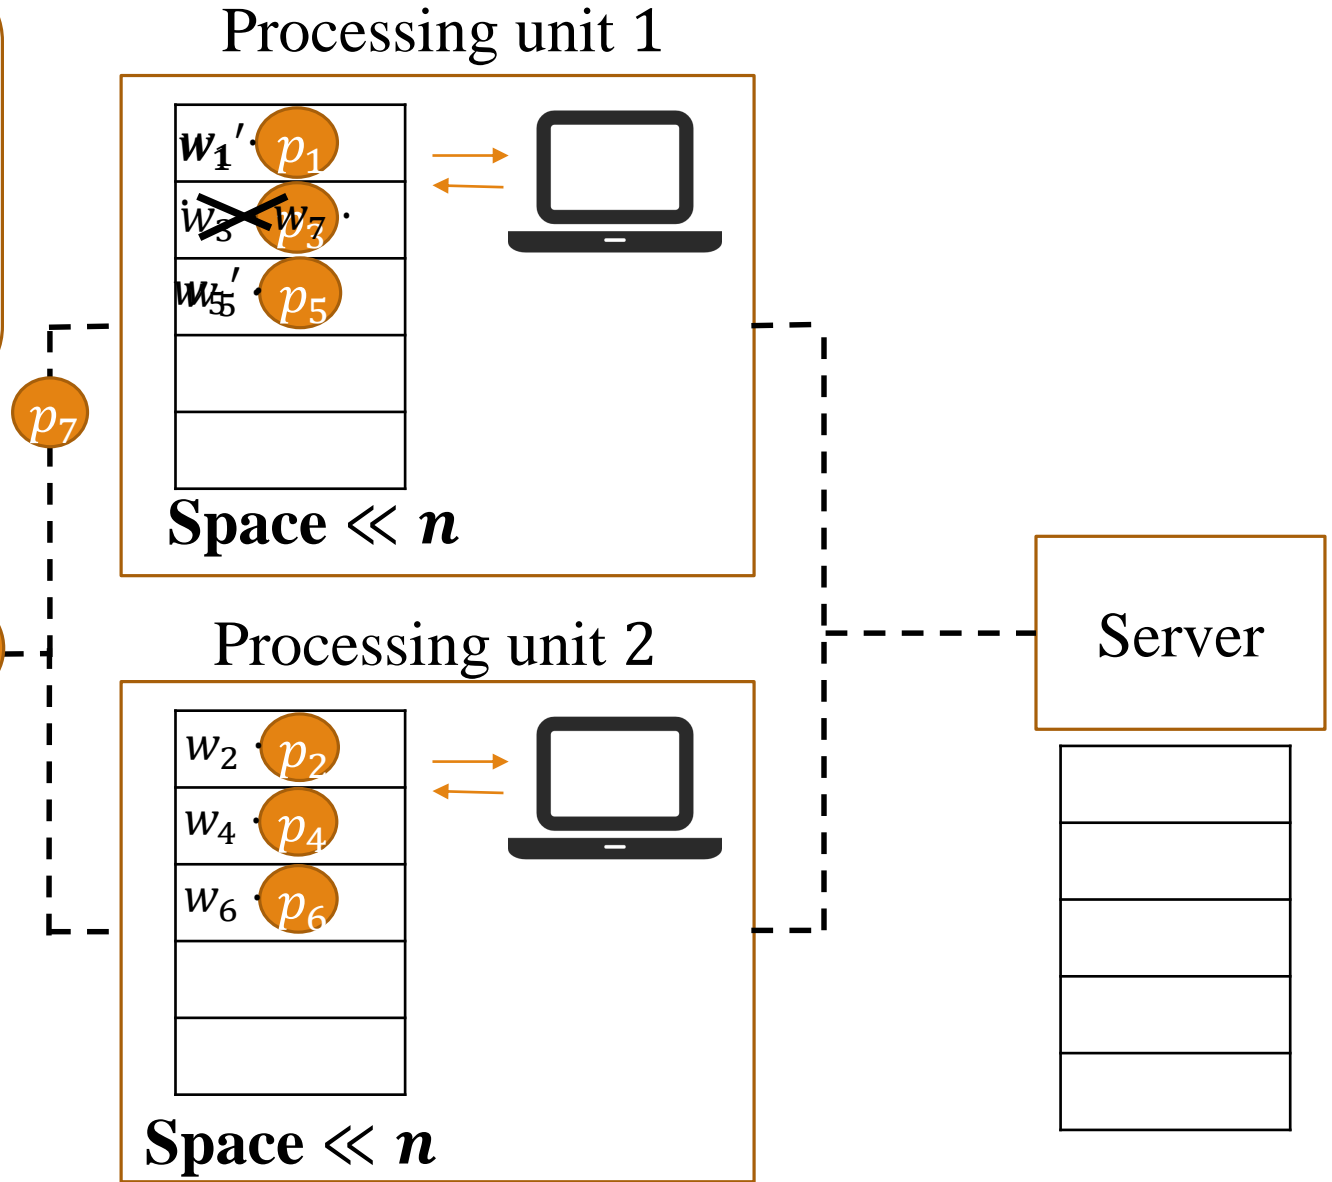 Processing unit 1
w₁′ · p₁
w₃ p₃ w₇ ·
w₅′ · p₅
p₇
Space ≪ n
Processing unit 2
w₂ · p₂
w₄ · p₄
w₆ · p₆
Space ≪ n
Server